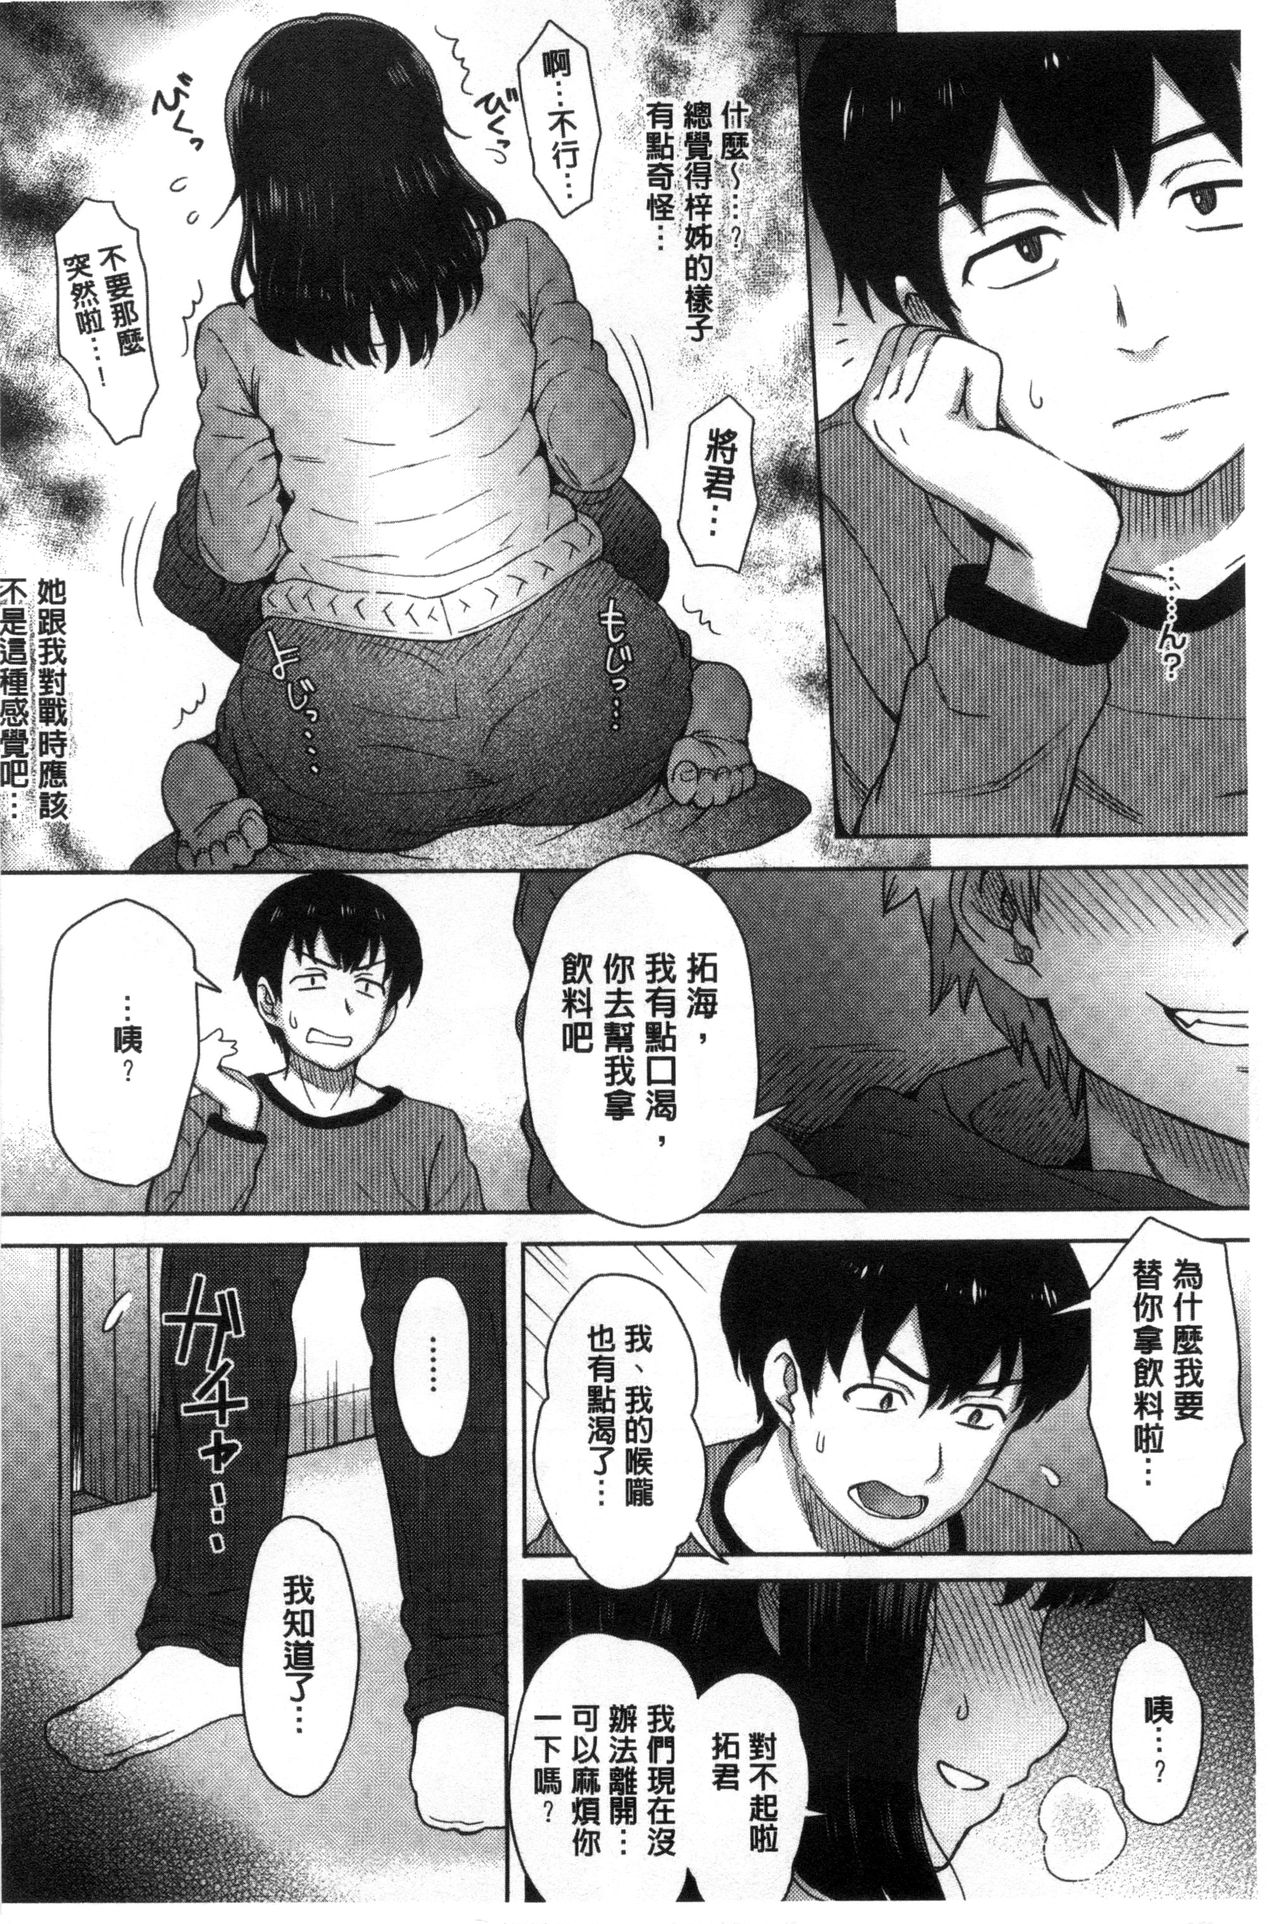 ……ん?
什麼～…?
總覺得梓姊的樣子
有點奇怪…
啊…不行…
びくっ
びくっ
不要那麼
突然啦…!
將君…
もじっ…
よじっ…
她跟我對戰時應該
不是這種感覺吧…
拓海，
我有點口渴，
你去幫我拿
飲料吧
…咦?
為什麼我要
替你拿飲料啦…
我、我的喉嚨
也有點渴了…
咦…?
對不起啦
拓君
我們現在沒
辦法離開…
可以麻煩你
一下嗎?
……
ガチャ…
我知道了…